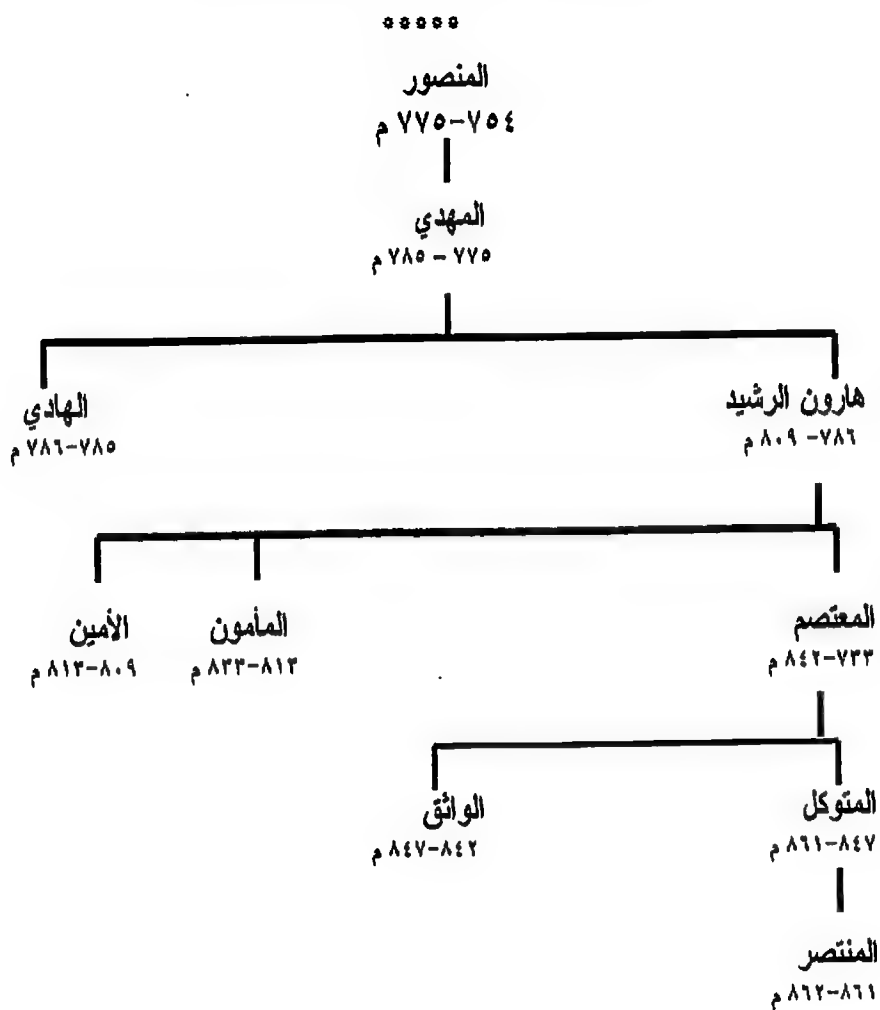 *****
المنصور
٧٥٤-٧٧٥ م
المهدي
٧٧٥ - ٧٨٥ م
هارون الرشيد
٧٨٦- ٨٠٩ م
الهادي
٧٨٥-٧٨٦ م
المعتصم
٧٣٣-٨٤٢ م
المأمون
٨١٣-٨٣٣ م
الأمين
٨٠٩-٨١٣ م
المتوكل
٨٤٧-٨٦١ م
الواثق
٨٤٢-٨٤٧ م
المنتصر
٨٦١-٨٦٢ م